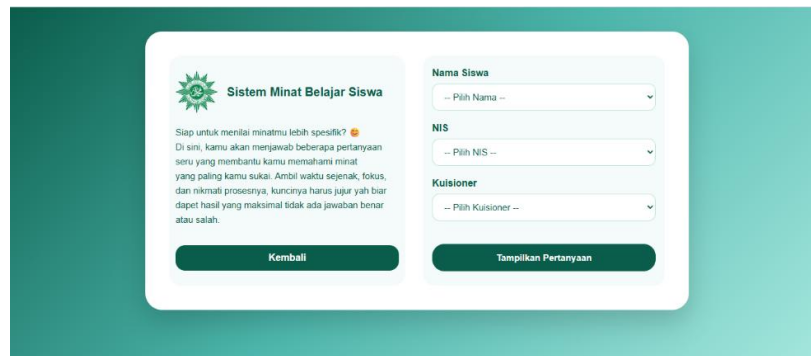 Sistem Minat Belajar Siswa
Siap untuk menilai minatmu lebih spesifik? 🤩
Di sini, kamu akan menjawab beberapa pertanyaan
seru yang membantu kamu memahami minat
yang paling kamu sukai. Ambil waktu sejenak, fokus,
dan nikmati prosesnya, kuncinya harus jujur yah biar
dapet hasil yang maksimal tidak ada jawaban benar
atau salah.
Kembali
Nama Siswa
-- Pilih Nama --
NIS
-- Pilih NIS --
Kuisioner
-- Pilih Kuisioner --
Tampilkan Pertanyaan